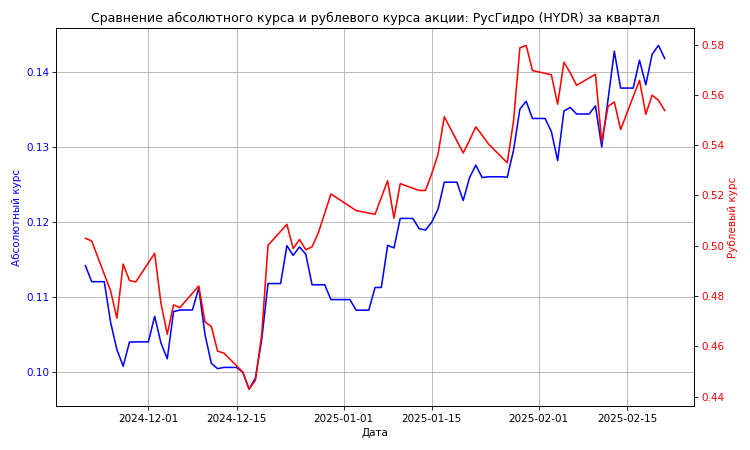 Сравнение абсолютного курса и рублевого курса акции: РусГидро (HYDR) за квартал
Абсолютный курс
0.14
0.13
0.12
0.11
0.10
0.58
0.56
0.54
0.52
0.50
0.48
0.46
0.44
Рублевый курс
2024-12-01 2024-12-15 2025-01-01 2025-01-15 2025-02-01 2025-02-15
Дата